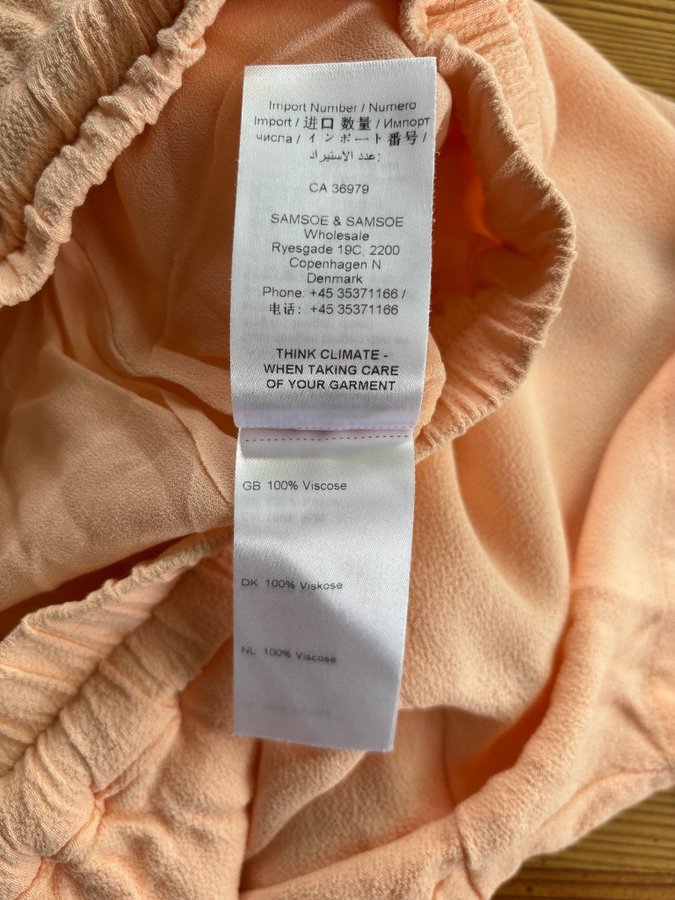 Import Number / Numero
Import / 进口 数量 / Импорт
числа / インポート番号 /
عدد الاستيراد:
CA 36979
SAMSOE & SAMSOE
Wholesale
Ryesgade 19C 2200
Copenhagen N
Denmark
Phone: +45 35371166 /
电话: +45 35371166
THINK CLIMATE -
WHEN TAKING CARE
OF YOUR GARMENT
GB 100% Viscose
DK 100% Viskose
NL 100% Viscose